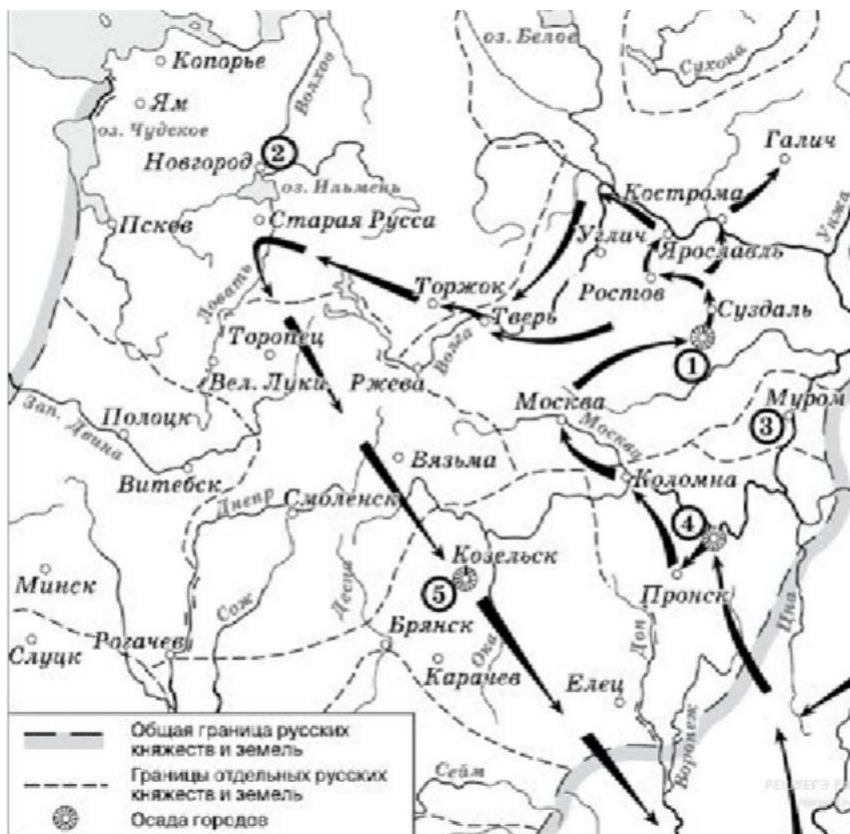 оз. Белое
Сухона
Копорье
Волхов
Ям
оз. Чудское
Галич
Новгород
2
оз. Ильмень
Кострома
Унжа
Псков
Старая Русса
Углич
Ярославль
Ростов
Ловать
Торжок
Суздаль
Тверь
Торопец
Волга
1
Вел. Луки
Ржева
Зап. Двина
Полоцк
Москва
Москва
Муром
3
Вязьма
Витебск
Коломна
Днепр
Смоленск
4
Козельск
Минск
Сож
Десна
5
Пронск
Цна
Брянск
Дон
Слуцк
Рогачев
Ока
Карачев
Елец
Воронеж
Сейм
Общая граница русских
княжеств и земель
Границы отдельных русских
княжеств и земель
Осада городов